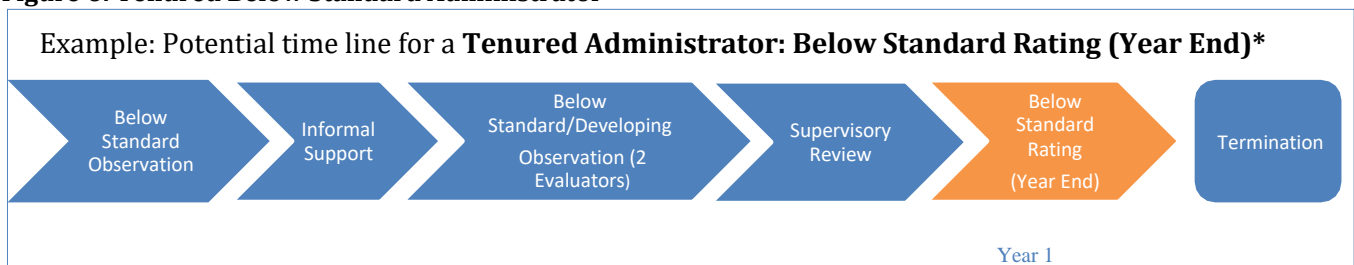 Example: Potential time line for a Tenured Administrator: Below Standard Rating (Year End)*
Below
Standard
Observation
Informal
Support
Below
Standard/Developing
Observation (2
Evaluators)
Supervisory
Review
Below
Standard
Rating
(Year End)
Termination
Year 1